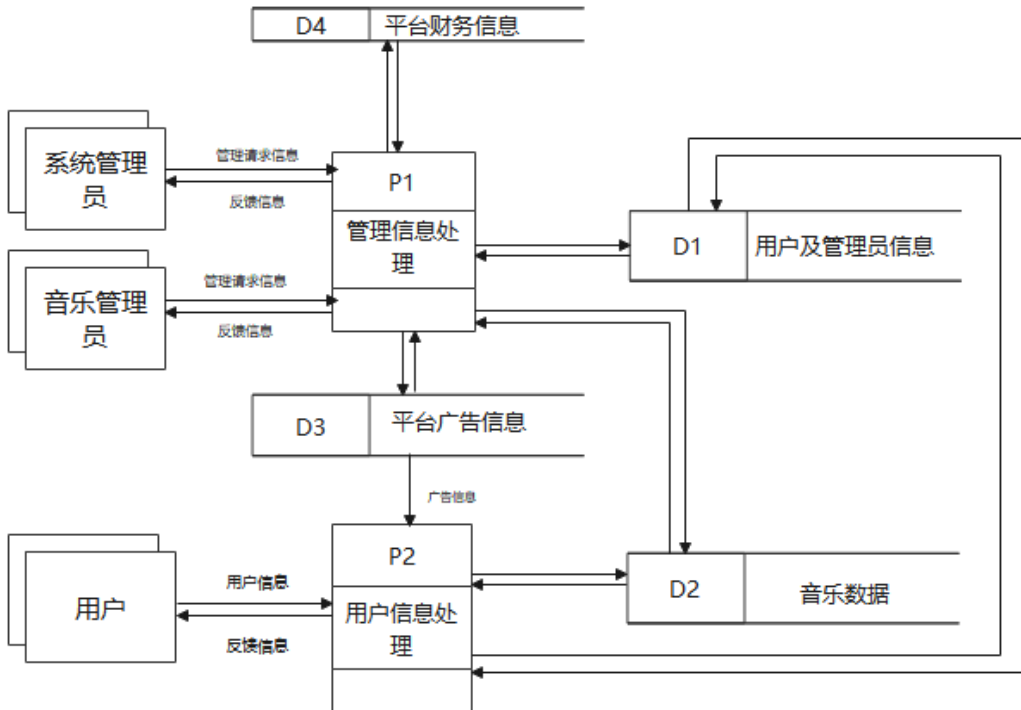 D4
平台财务信息
系统管理
员
管理请求信息
反馈信息
P1
管理信息处
理
D1
用户及管理员信息
音乐管理
员
管理请求信息
反馈信息
D3
平台广告信息
广告信息
P2
用户信息处
理
D2
音乐数据
用户
用户信息
反馈信息